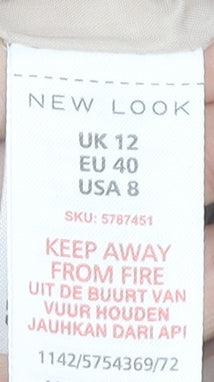 NEW LOOK
UK 12
EU 40
USA 8
SKU: 5787451
KEEP AWAY
FROM FIRE
UIT DE BUURT VAN
VUUR HOUDEN
JAUHKAN DARI API
1142/5754369/72